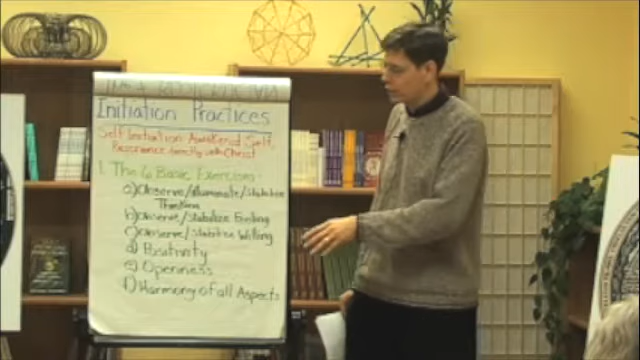 Initiation Practices
Self Initiation: Awakened Self,
Resonance directly with Christ
1. The 6 Basic Exercises:
a) Observe/illuminate/stabilize
Thinking
b) Observe/Stabilize Feeling
c) Observe/Stabilize Willing
d) Positivity
e) Openness
f) Harmony of all Aspects